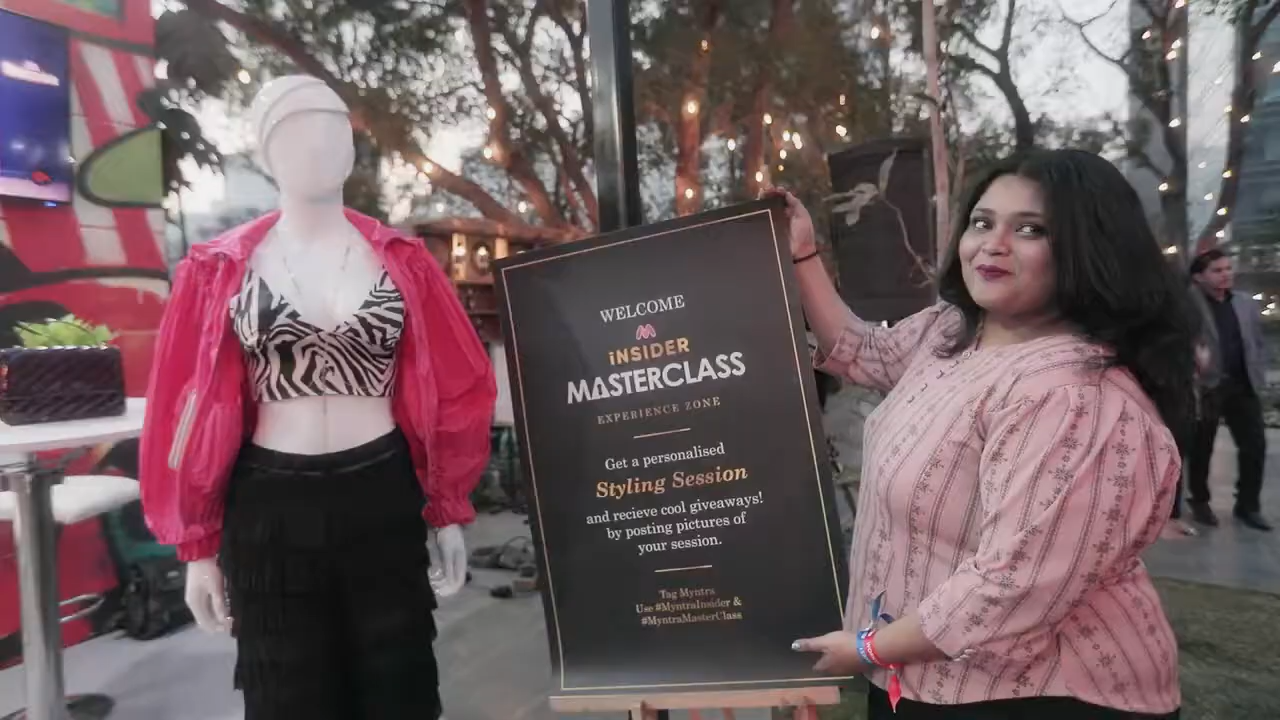 WELCOME
INSIDER
MASTERCLASS
EXPERIENCE ZONE
Get a personalised
Styling Session
and recieve cool giveaways!
by posting pictures of
your session.
Tag Myntra
Use #MyntraInsider &
#MyntraMasterClass